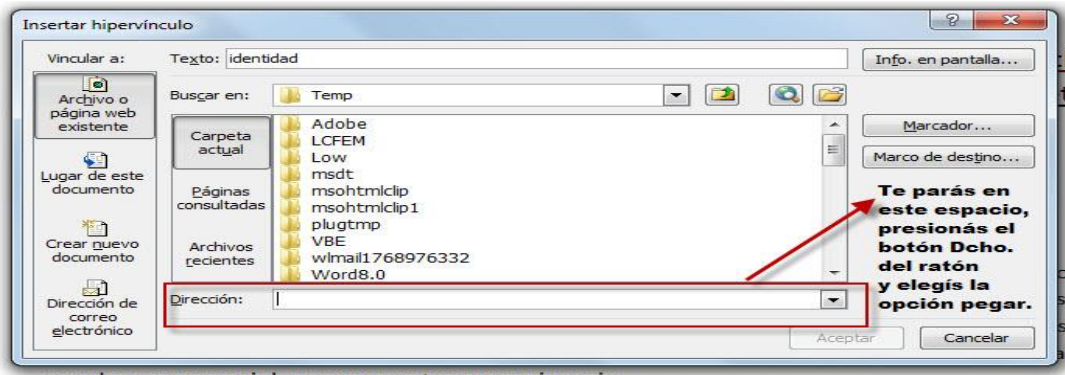 Insertar hipervínculo
Vincular a:
Texto: identidad
Info. en pantalla...
Archivo o
página web
existente
Buscar en: Temp
Carpeta
actual
Adobe
LCFEM
Low
msdt
msohtmlclip
msohtmlclip1
plugtmp
VBE
wlmail1768976332
Word8.0
Marcador...
Marco de destino...
Lugar de este
documento
Páginas
consultadas
Crear nuevo
documento
Archivos
recientes
Te parás en
este espacio,
presionás el
botón Dcho.
del ratón
y elegís la
opción pegar.
Dirección de
correo
electrónico
Dirección:
Aceptar
Cancelar